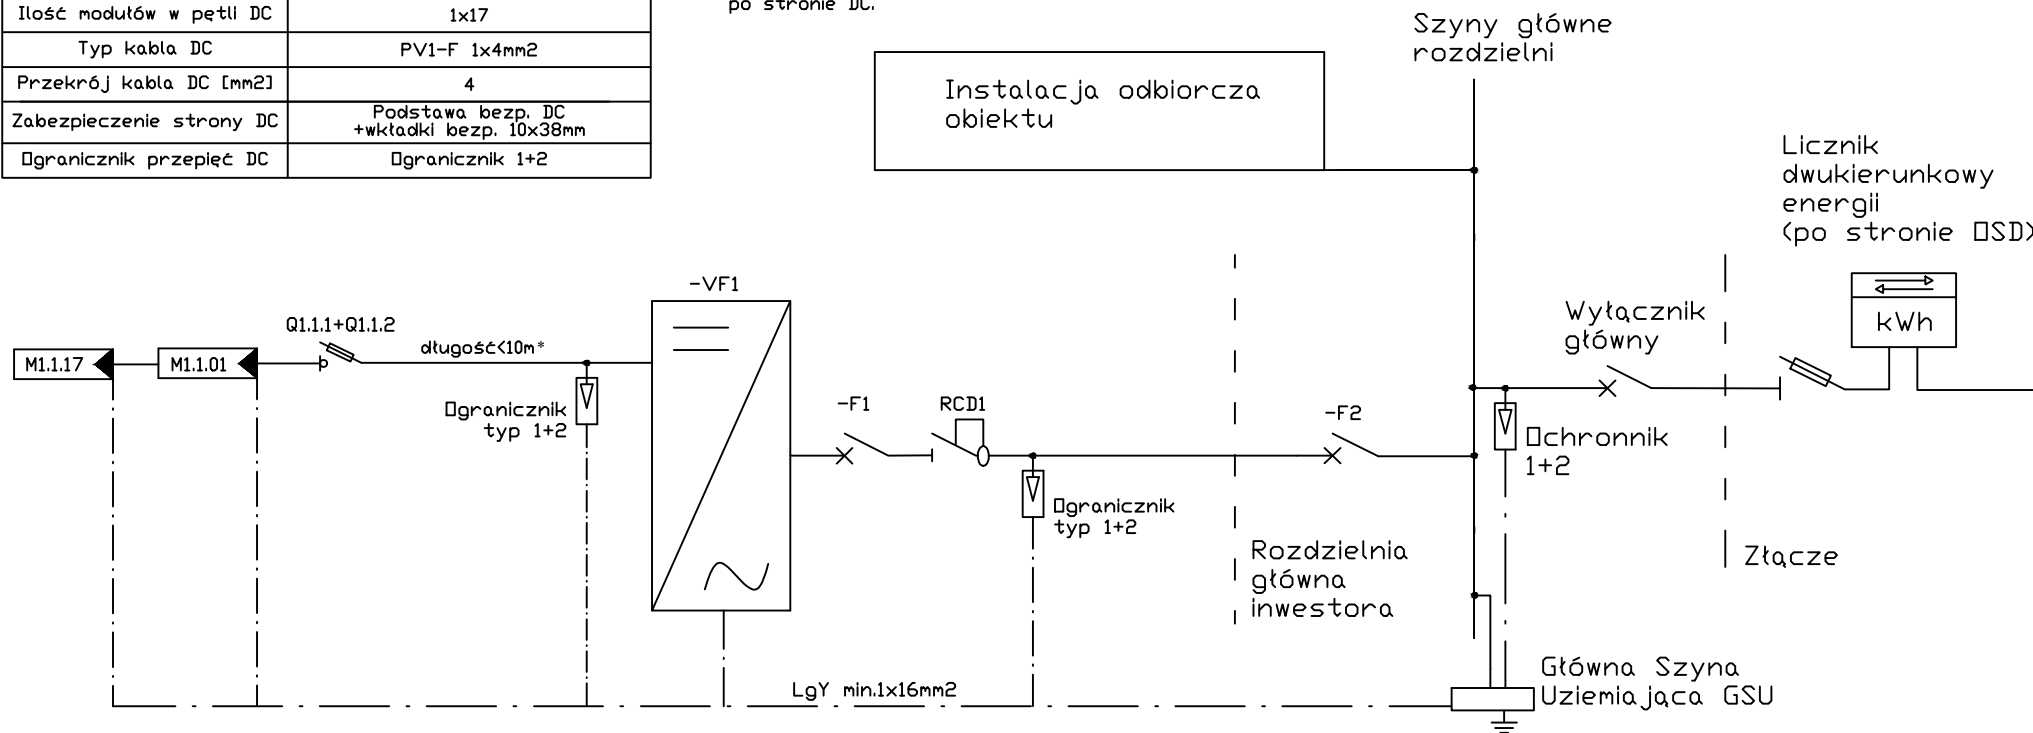 Ilość modułów w pętli DC 1x17
po stronie DC.
Typ kabla DC PV1-F 1x4mm2
Przekrój kabla DC [mm2] 4
Zabezpieczenie strony DC Podstawa bezp. DC
+wkładki bezp. 10x38mm
Ogranicznik przepięć DC Ogranicznik 1+2
Szyny główne
rozdzielni
Instalacja odbiorcza
obiektu
Licznik
dwukierunkowy
energii
(po stronie OSD)
kWh
Wyłącznik
główny
-VF1
Q1.1.1+Q1.1.2
długość<10m*
M1.1.17
M1.1.01
Ogranicznik
typ 1+2
-F1
RCD1
-F2
Ochronnik
1+2
Ogranicznik
typ 1+2
Rozdzielnia
główna
inwestora
Złącze
LgY min.1x16mm2
Główna Szyna
Uziemiająca GSU